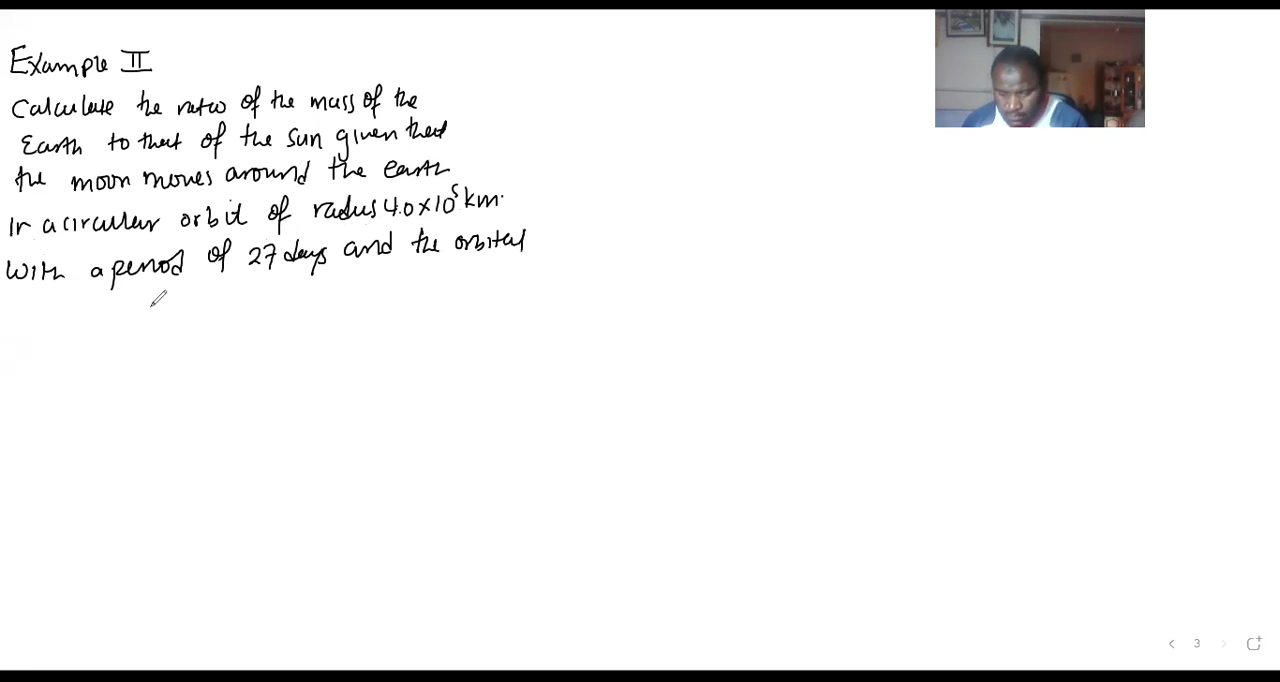 Example II
Calculate the ratio of the mass of the
Earth to that of the sun given that
the moon moves around the earth
In a circular orbit of radius 4.0×10⁵km.
With a period of 27 days and the orbital
3